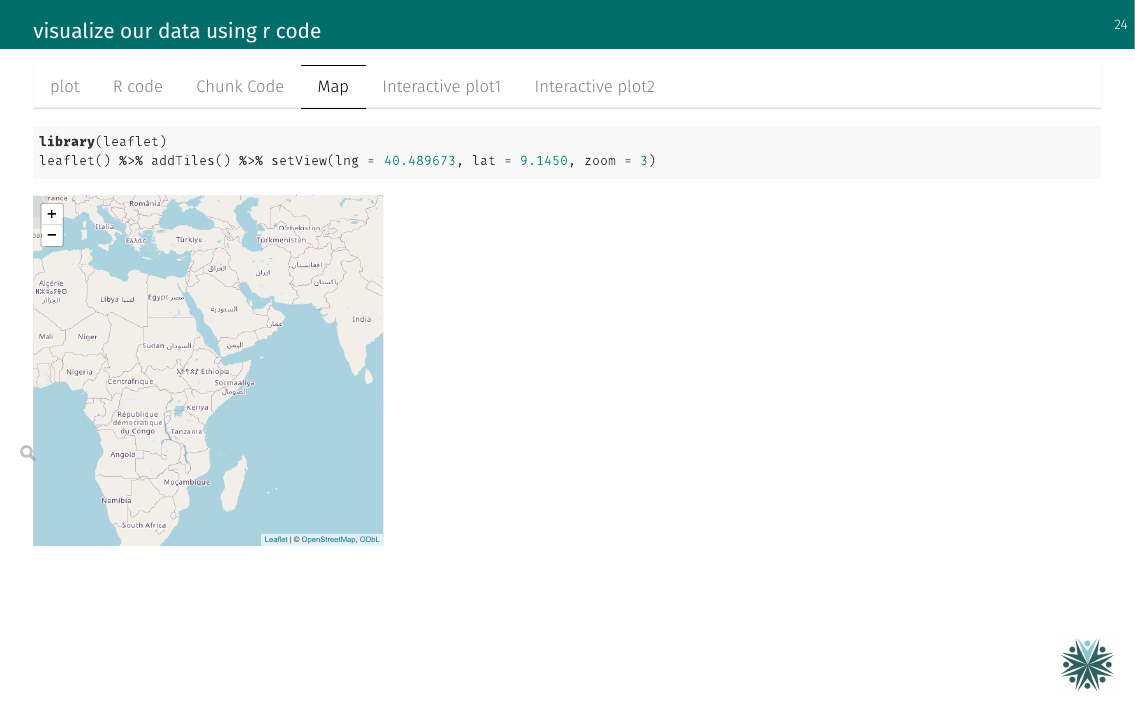 visualize our data using r code
24
plot R code Chunk Code Map Interactive plot1 Interactive plot2
library(leaflet)
leaflet() %>% addTiles() %>% setView(lng = 40.489673, lat = 9.1450, zoom = 3)
+
−
France
România
Italia
Ελλάς
Türkiye
Türkmenistan
العراق
ایران
افغانستان
پاکستان
Algérie
ⵍⵣⵣⴰⵢⴻⵔ
الجزائر
Libya ليبيا
Egypt مصر
السعودية
عمان
India
Mali
Niger
Sudan السودان
اليمن
Nigeria
Centrafrique
ኢትዮጵያ Ethiopia
Soomaaliya
الصومال
Kenya
République
démocratique
du Congo
Tanzania
Angola
Moçambique
Namibia
South Africa
Leaflet | © OpenStreetMap, ODbL